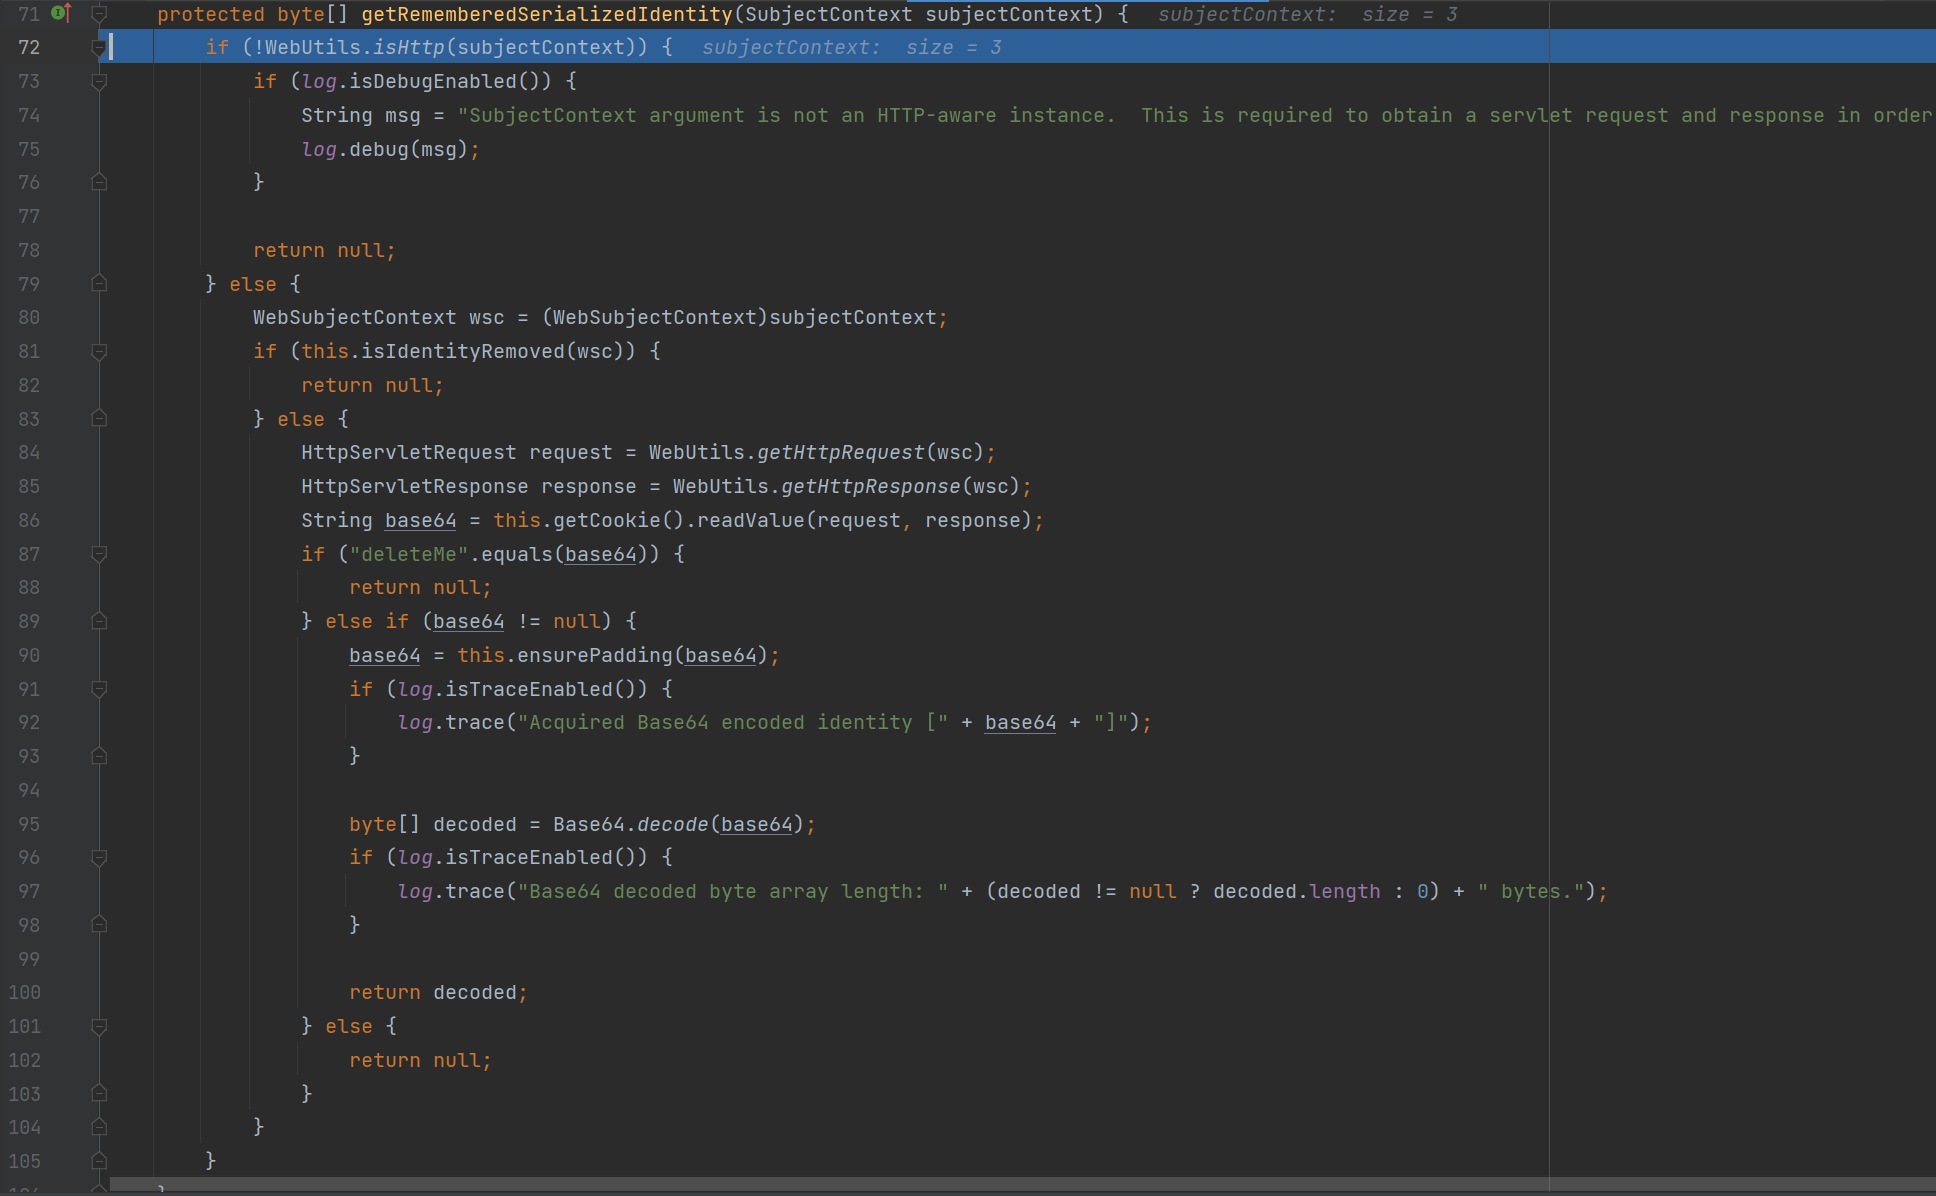 71 protected byte[] getRememberedSerializedIdentity(SubjectContext subjectContext) { subjectContext: size = 3
72 if (!WebUtils.isHttp(subjectContext)) { subjectContext: size = 3
73 if (log.isDebugEnabled()) {
74 String msg = "SubjectContext argument is not an HTTP-aware instance.  This is required to obtain a servlet request and response in order
75 log.debug(msg);
76 }
77
78 return null;
79 } else {
80 WebSubjectContext wsc = (WebSubjectContext)subjectContext;
81 if (this.isIdentityRemoved(wsc)) {
82 return null;
83 } else {
84 HttpServletRequest request = WebUtils.getHttpRequest(wsc);
85 HttpServletResponse response = WebUtils.getHttpResponse(wsc);
86 String base64 = this.getCookie().readValue(request, response);
87 if ("deleteMe".equals(base64)) {
88 return null;
89 } else if (base64 != null) {
90 base64 = this.ensurePadding(base64);
91 if (log.isTraceEnabled()) {
92 log.trace("Acquired Base64 encoded identity [" + base64 + "]");
93 }
94
95 byte[] decoded = Base64.decode(base64);
96 if (log.isTraceEnabled()) {
97 log.trace("Base64 decoded byte array length: " + (decoded != null ? decoded.length : 0) + " bytes.");
98 }
99
100 return decoded;
101 } else {
102 return null;
103 }
104 }
105 }